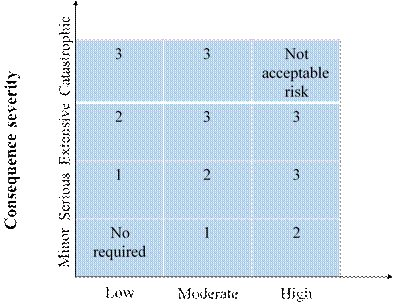 Consequence severity
Catastrophic
3 3 Not acceptable risk
Extensive
2 3 3
Serious
1 2 3
Minor
No required 1 2
Low Moderate High